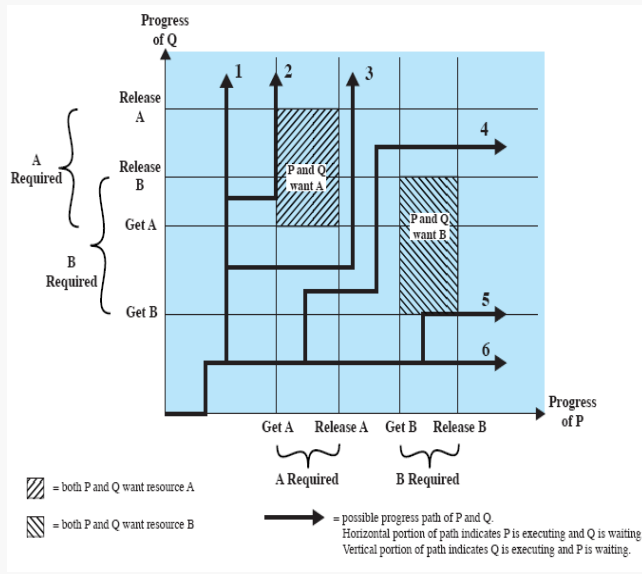 Progress
of Q
1
2
3
Release
A
4
A
Required
Release
B
P and Q
want A
Get A
P and Q
want B
B
Required
Get B
5
6
Progress
of P
Get A
Release A
Get B
Release B
A Required
B Required
= both P and Q want resource A
= both P and Q want resource B
= possible progress path of P and Q.
Horizontal portion of path indicates P is executing and Q is waiting
Vertical portion of path indicates Q is executing and P is waiting.